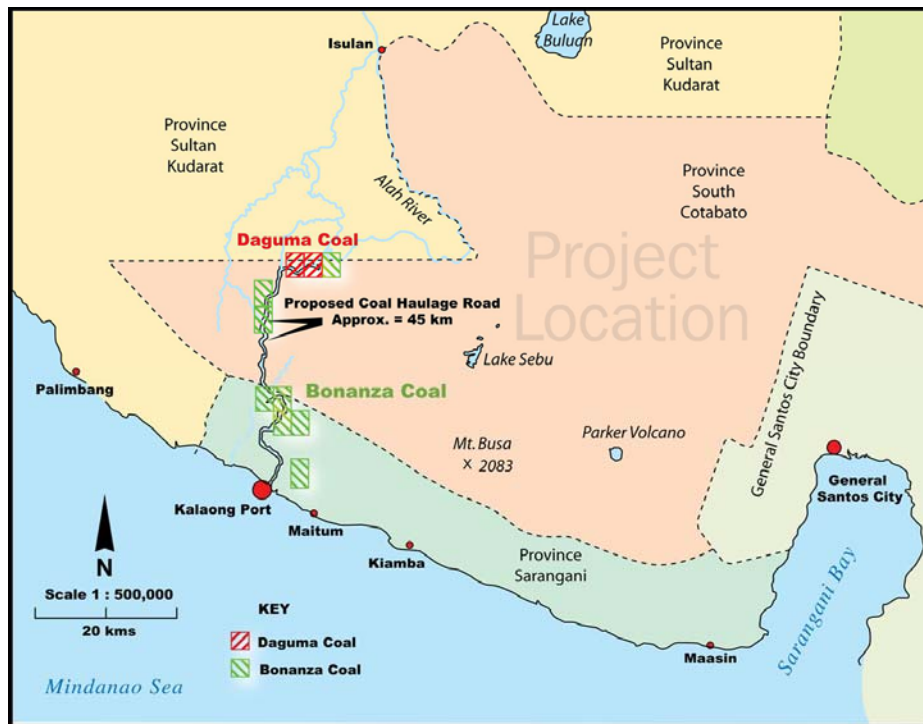 Lake
Buluan
Isulan
Province
Sultan
Kudarat
Province
Sultan
Kudarat
Alah River
Province
South
Cotabato
Daguma Coal
Project
Location
Proposed Coal Haulage Road
Approx. = 45 km
Lake Sebu
General Santos City Boundary
Palimbang
Bonanza Coal
Mt. Busa
x 2083
Parker Volcano
General
Santos City
Kalaong Port
Maitum
Kiamba
Province
Sarangani
N
Scale 1 : 500,000
20 kms
KEY
Daguma Coal
Bonanza Coal
Maasin
Sarangani Bay
Mindanao Sea